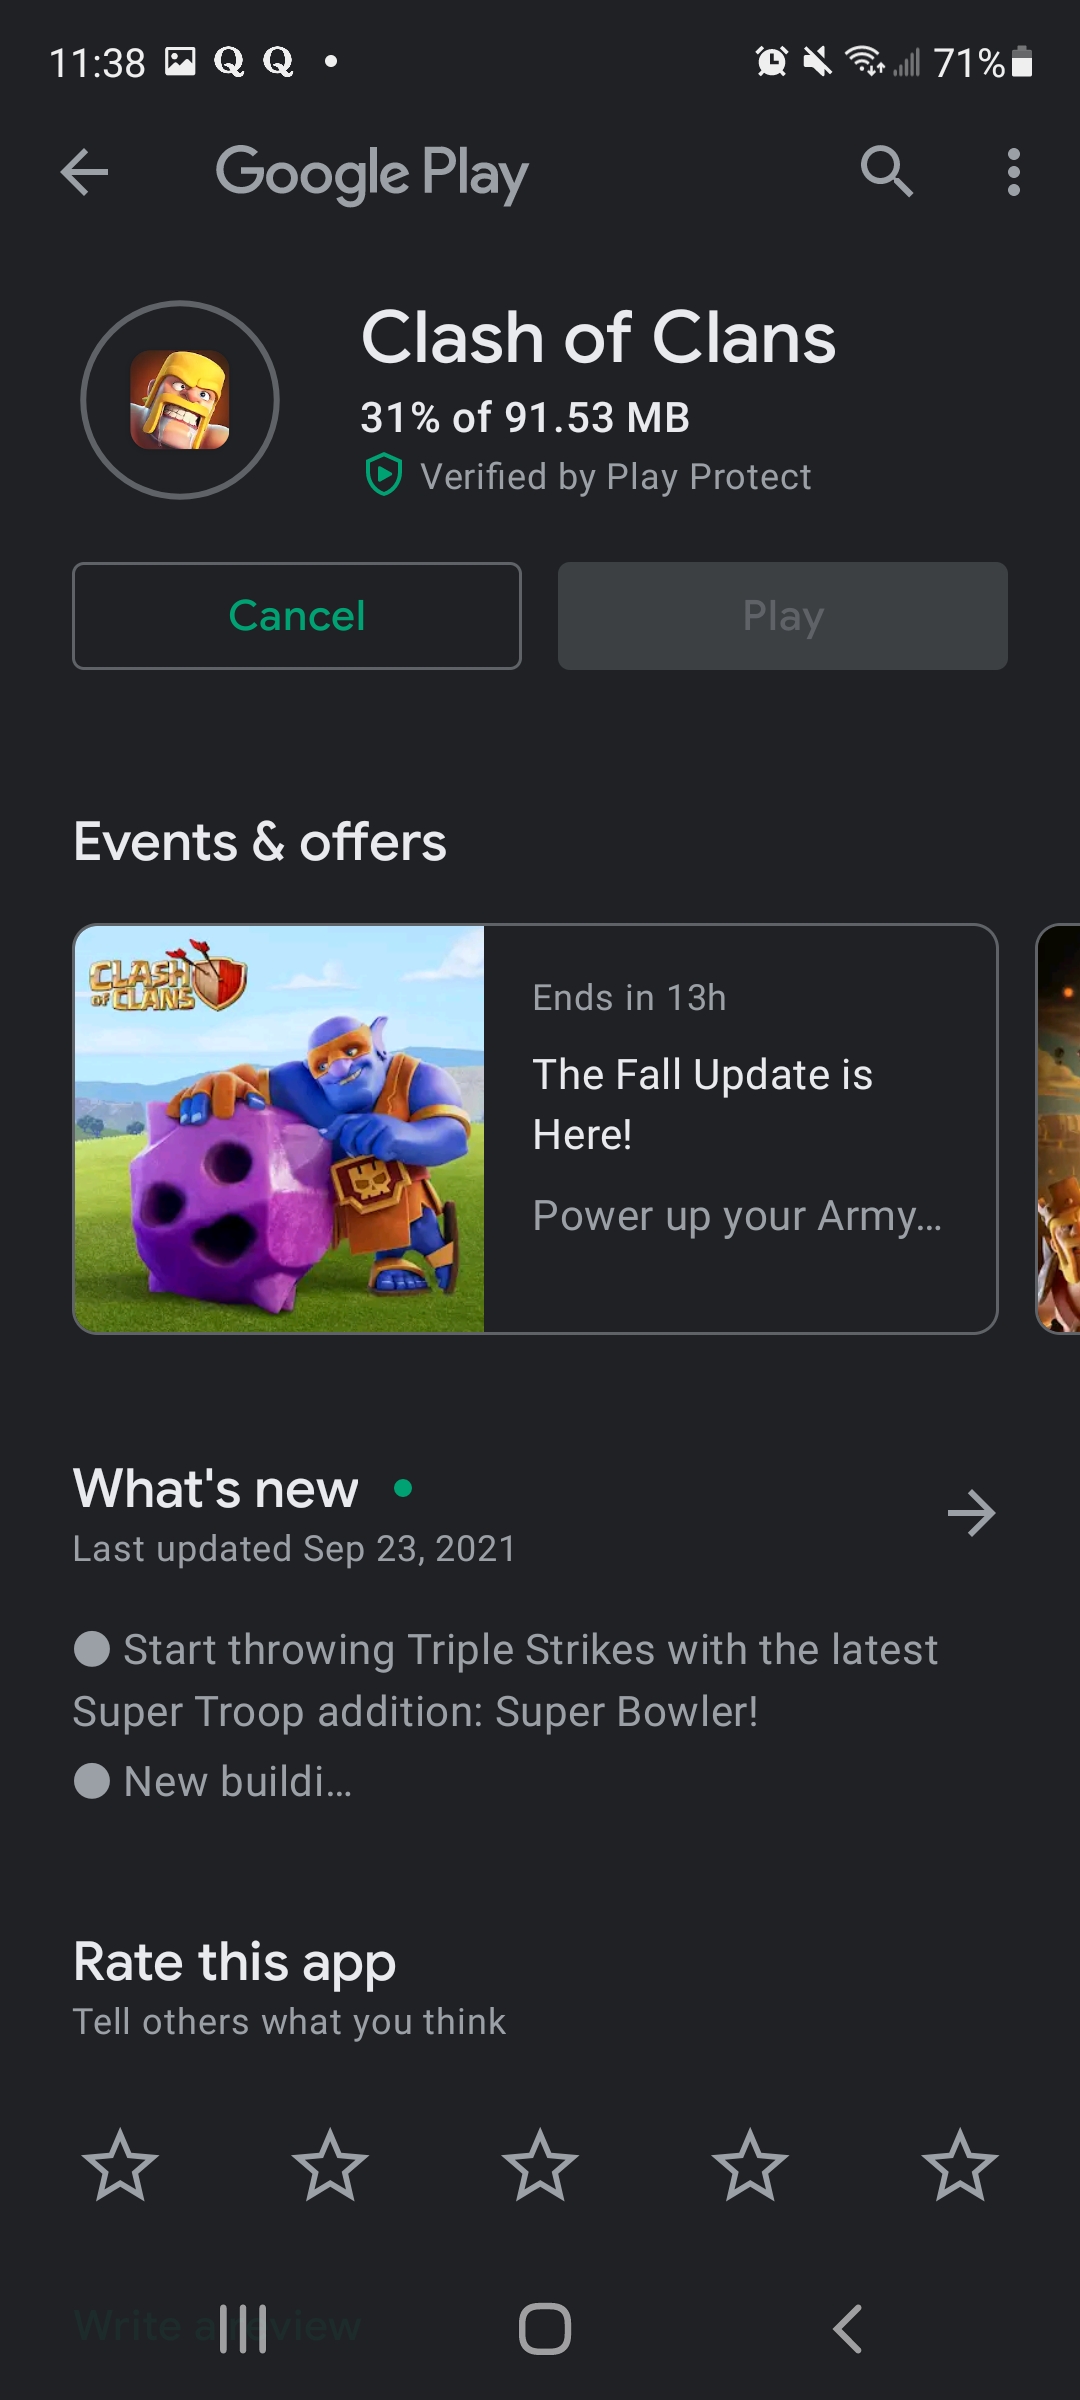 11:38 Q Q 71%
Google Play
Clash of Clans
31% of 91.53 MB
Verified by Play Protect
Cancel Play
Events & offers
CLASH
OF CLANS
Ends in 13h
The Fall Update is
Here!
Power up your Army...
What's new
Last updated Sep 23, 2021
● Start throwing Triple Strikes with the latest
Super Troop addition: Super Bowler!
● New buildi...
Rate this app
Tell others what you think
Write a review